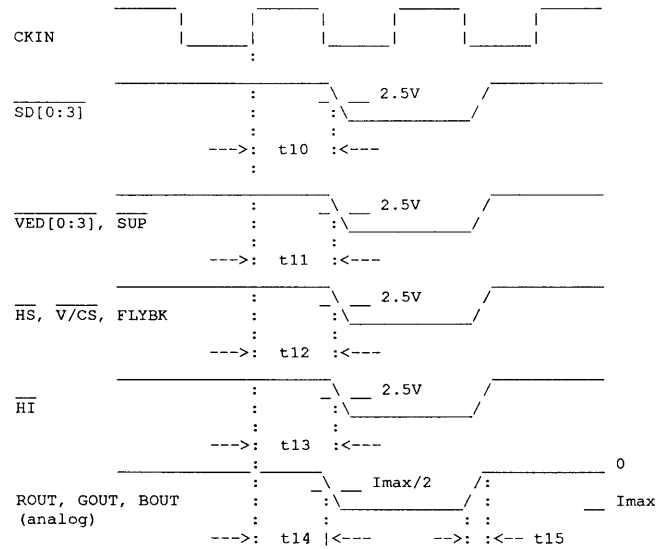 CKIN
2.5V
SD[0:3]
--->: t10 :<---
2.5V
VED[0:3], SUP
--->: t11 :<---
2.5V
HS, V/CS, FLYBK
--->: t12 :<---
2.5V
HI
--->: t13 :<---
0
Imax/2
ROUT, GOUT, BOUT
Imax
(analog)
--->: t14 |<--- -->: :<-- t15